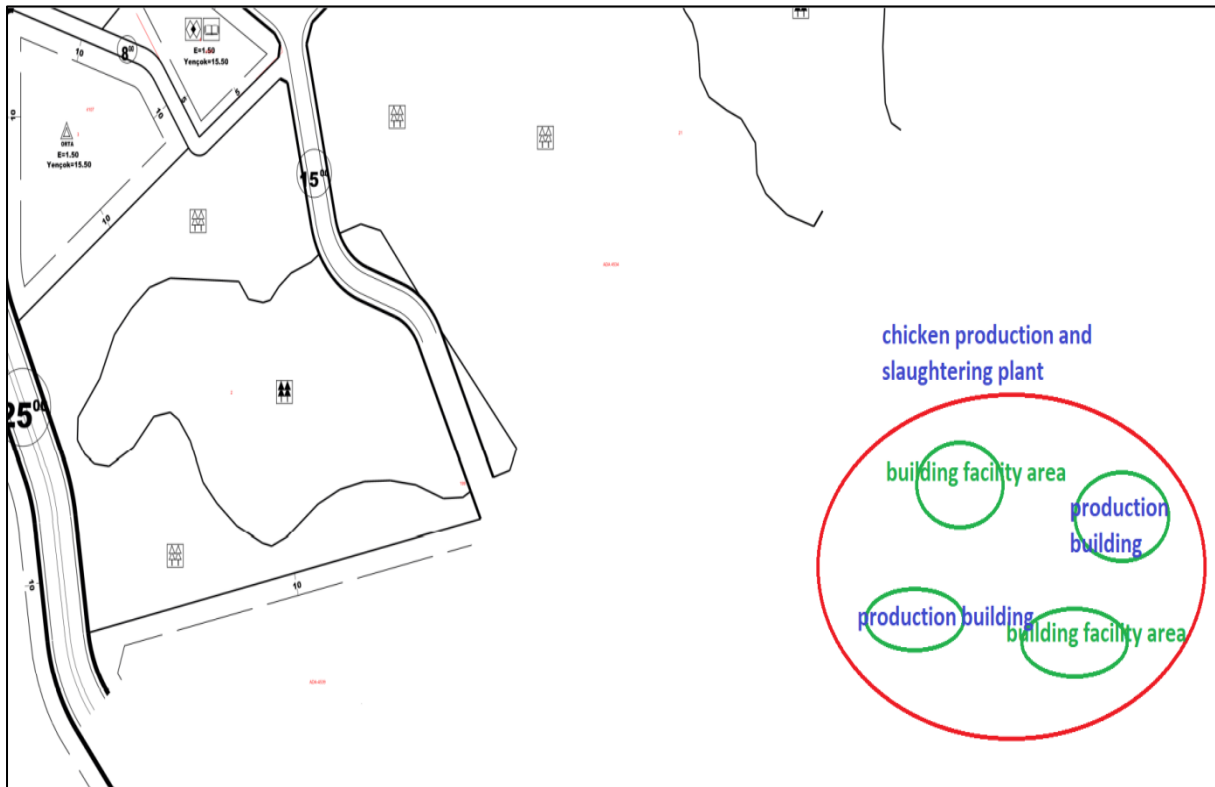 10
8⁰⁰
E=1.50
Yençok=15.50
5
5
10
10
ORTA
E=1.50
Yençok=15.50
10
15⁰⁰
chicken production and
slaughtering plant
25⁰⁰
building facility area
production
building
production building
building facility area
10
10